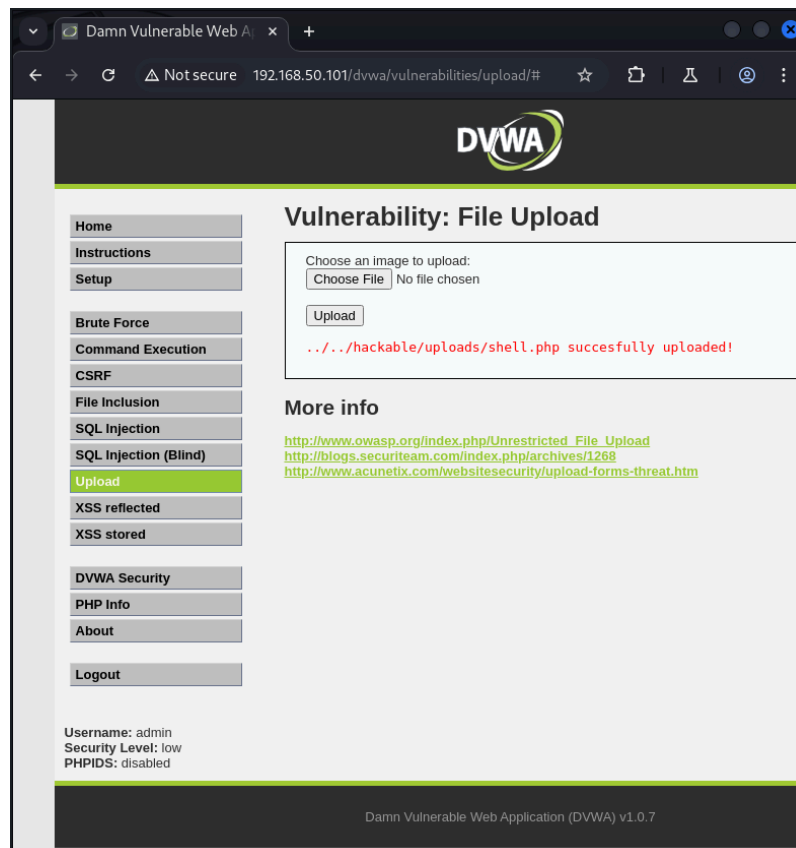 Damn Vulnerable Web A
Not secure 192.168.50.101/dvwa/vulnerabilities/upload/#
DVWA
Home
Instructions
Setup
Brute Force
Command Execution
CSRF
File Inclusion
SQL Injection
SQL Injection (Blind)
Upload
XSS reflected
XSS stored
DVWA Security
PHP Info
About
Logout
Vulnerability: File Upload
Choose an image to upload:
Choose File No file chosen
Upload
../../hackable/uploads/shell.php succesfully uploaded!
More info
http://www.owasp.org/index.php/Unrestricted_File_Upload
http://blogs.securiteam.com/index.php/archives/1268
http://www.acunetix.com/websitesecurity/upload-forms-threat.htm
Username: admin
Security Level: low
PHPIDS: disabled
Damn Vulnerable Web Application (DVWA) v1.0.7